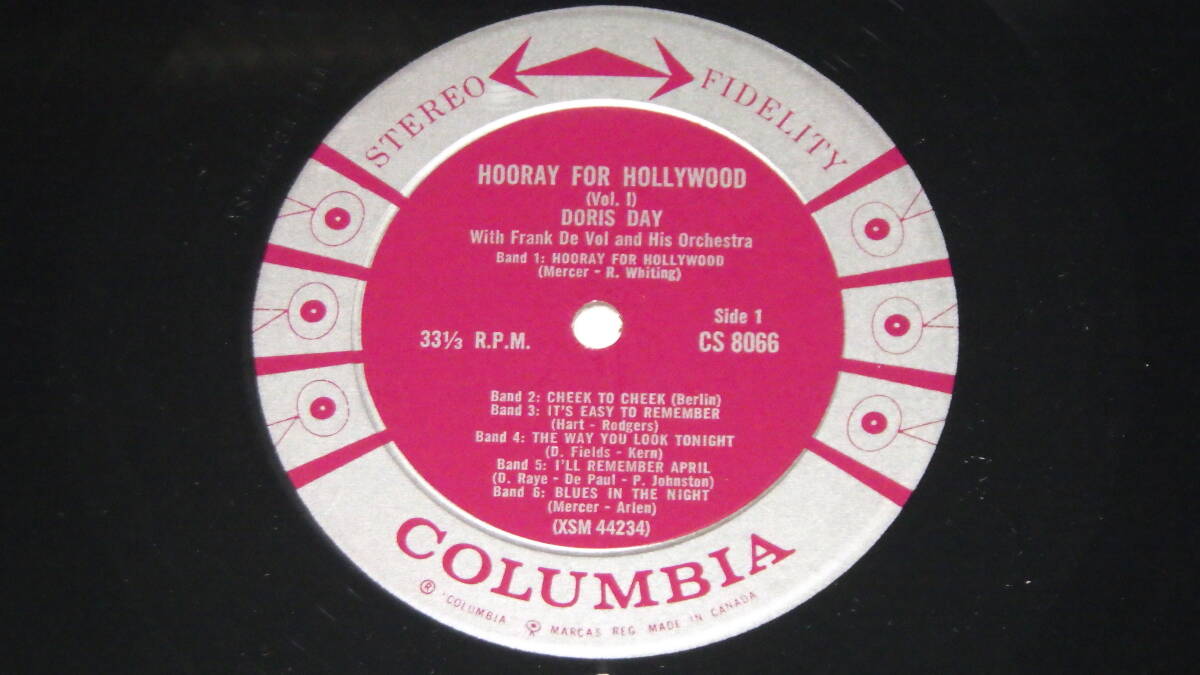 STEREO FIDELITY
HOORAY FOR HOLLYWOOD
(Vol. I)
DORIS DAY
With Frank De Vol and His Orchestra
Band 1: HOORAY FOR HOLLYWOOD
(Mercer - R. Whiting)
33⅓ R.P.M.
Side 1
CS 8066
Band 2: CHEEK TO CHEEK (Berlin)
Band 3: IT'S EASY TO REMEMBER
(Hart - Rodgers)
Band 4: THE WAY YOU LOOK TONIGHT
(D. Fields - Kern)
Band 5: I'LL REMEMBER APRIL
(D. Raye - De Paul - P. Johnston)
Band 6: BLUES IN THE NIGHT
(Mercer - Arlen)
(XSM 44234)
COLUMBIA
® "COLUMBIA MARCAS REG. MADE IN CANADA